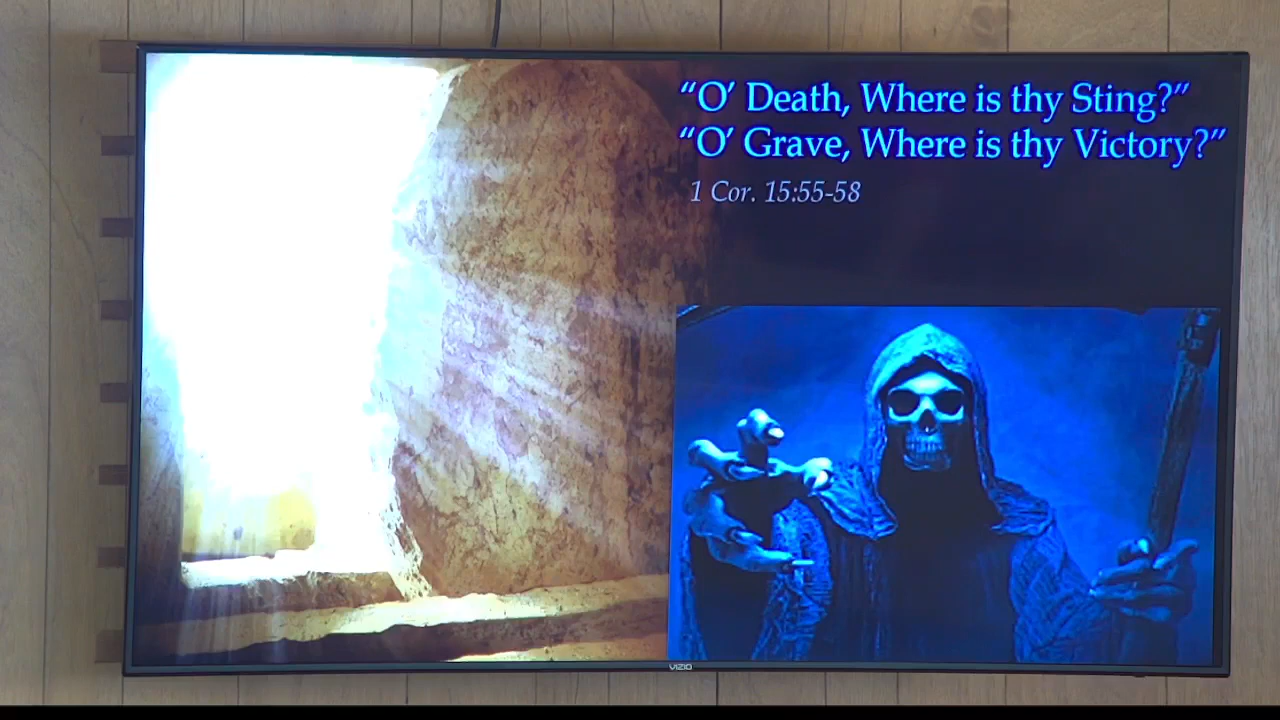 “O’ Death, Where is thy Sting?”
“O’ Grave, Where is thy Victory?”
1 Cor. 15:55-58
VIZIO